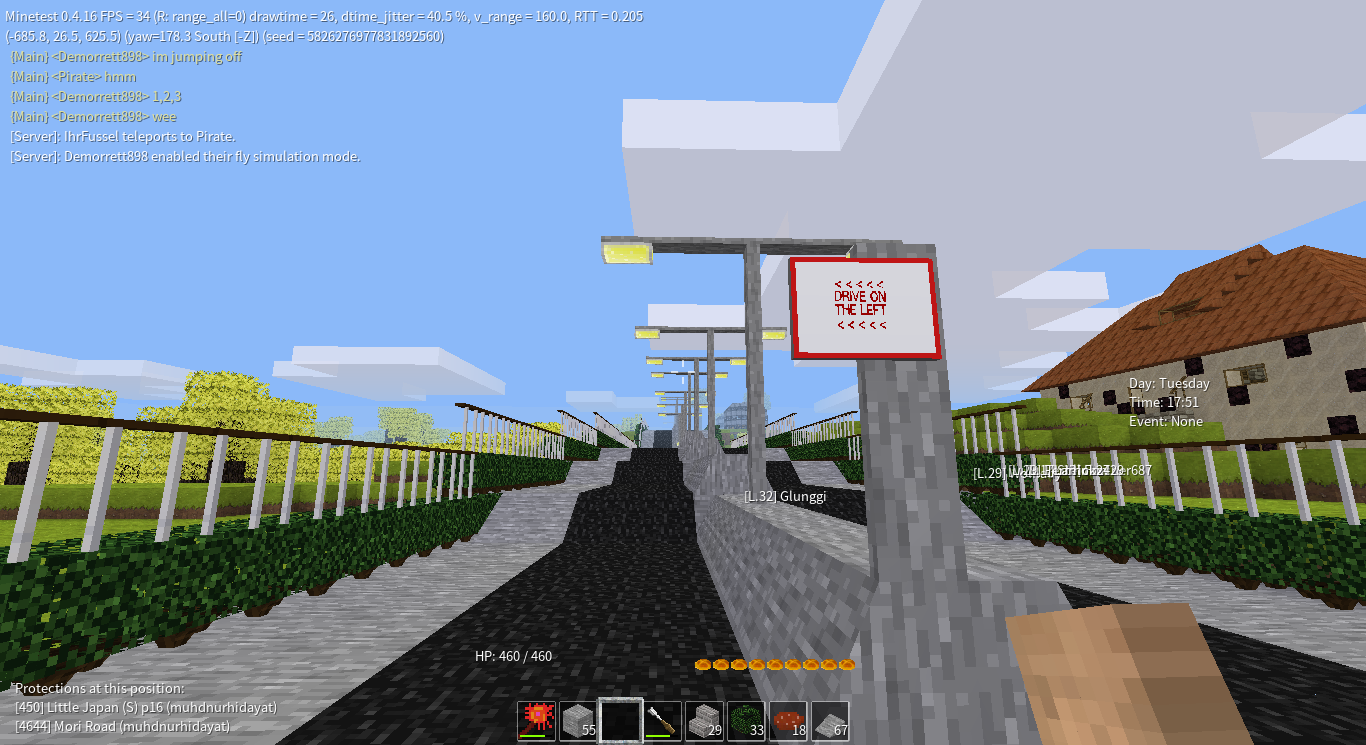 Minetest 0.4.16 FPS = 34 (R: range_all=0) drawtime = 26, dtime_jitter = 40.5 %, v_range = 160.0, RTT = 0.205
(-685.8, 26.5, 625.5) (yaw=178.3 South [-Z]) (seed = 5826276977831892560)
{Main} <Demorrett898> im jumping off
{Main} <Pirate> hmm
{Main} <Demorrett898> 1,2,3
{Main} <Demorrett898> wee
[Server]: IhrFussel teleports to Pirate.
[Server]: Demorrett898 enabled their fly simulation mode.
< < < < <
DRIVE ON
THE LEFT
< < < < <
Day: Tuesday
Time: 17:51
Event: None
[L.29]
[L.32] Glunggi
HP: 460 / 460
Protections at this position:
[450] Little Japan (S) p16 (muhdnurhidayat)
[4644] Mori Road (muhdnurhidayat)
55
29
33
18
67